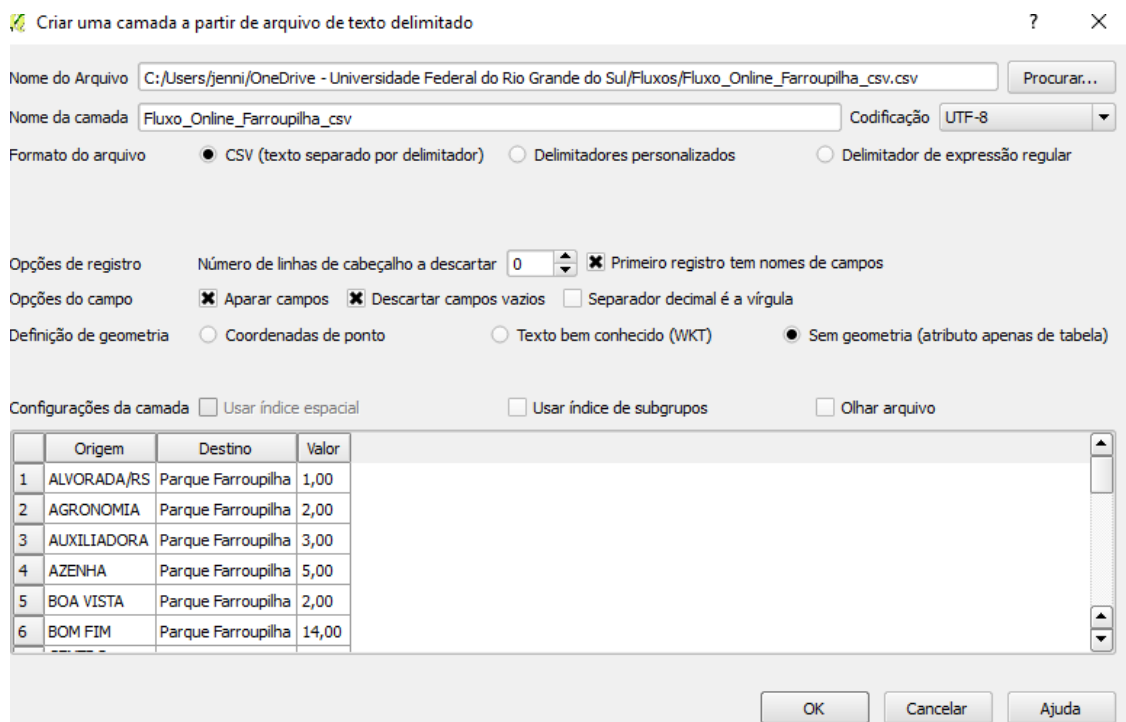 Criar uma camada a partir de arquivo de texto delimitado ?
Nome do Arquivo C:/Users/jenni/OneDrive - Universidade Federal do Rio Grande do Sul/Fluxos/Fluxo_Online_Farroupilha_csv.csv Procurar...
Nome da camada Fluxo_Online_Farroupilha_csv Codificação UTF-8
Formato do arquivo CSV (texto separado por delimitador) Delimitadores personalizados Delimitador de expressão regular
Opções de registro Número de linhas de cabeçalho a descartar 0 Primeiro registro tem nomes de campos
Opções do campo Aparar campos Descartar campos vazios Separador decimal é a vírgula
Definição de geometria Coordenadas de ponto Texto bem conhecido (WKT) Sem geometria (atributo apenas de tabela)
Configurações da camada Usar índice espacial Usar índice de subgrupos Olhar arquivo
Origem Destino Valor
1 ALVORADA/RS Parque Farroupilha 1,00
2 AGRONOMIA Parque Farroupilha 2,00
3 AUXILIADORA Parque Farroupilha 3,00
4 AZENHA Parque Farroupilha 5,00
5 BOA VISTA Parque Farroupilha 2,00
6 BOM FIM Parque Farroupilha 14,00
OK Cancelar Ajuda